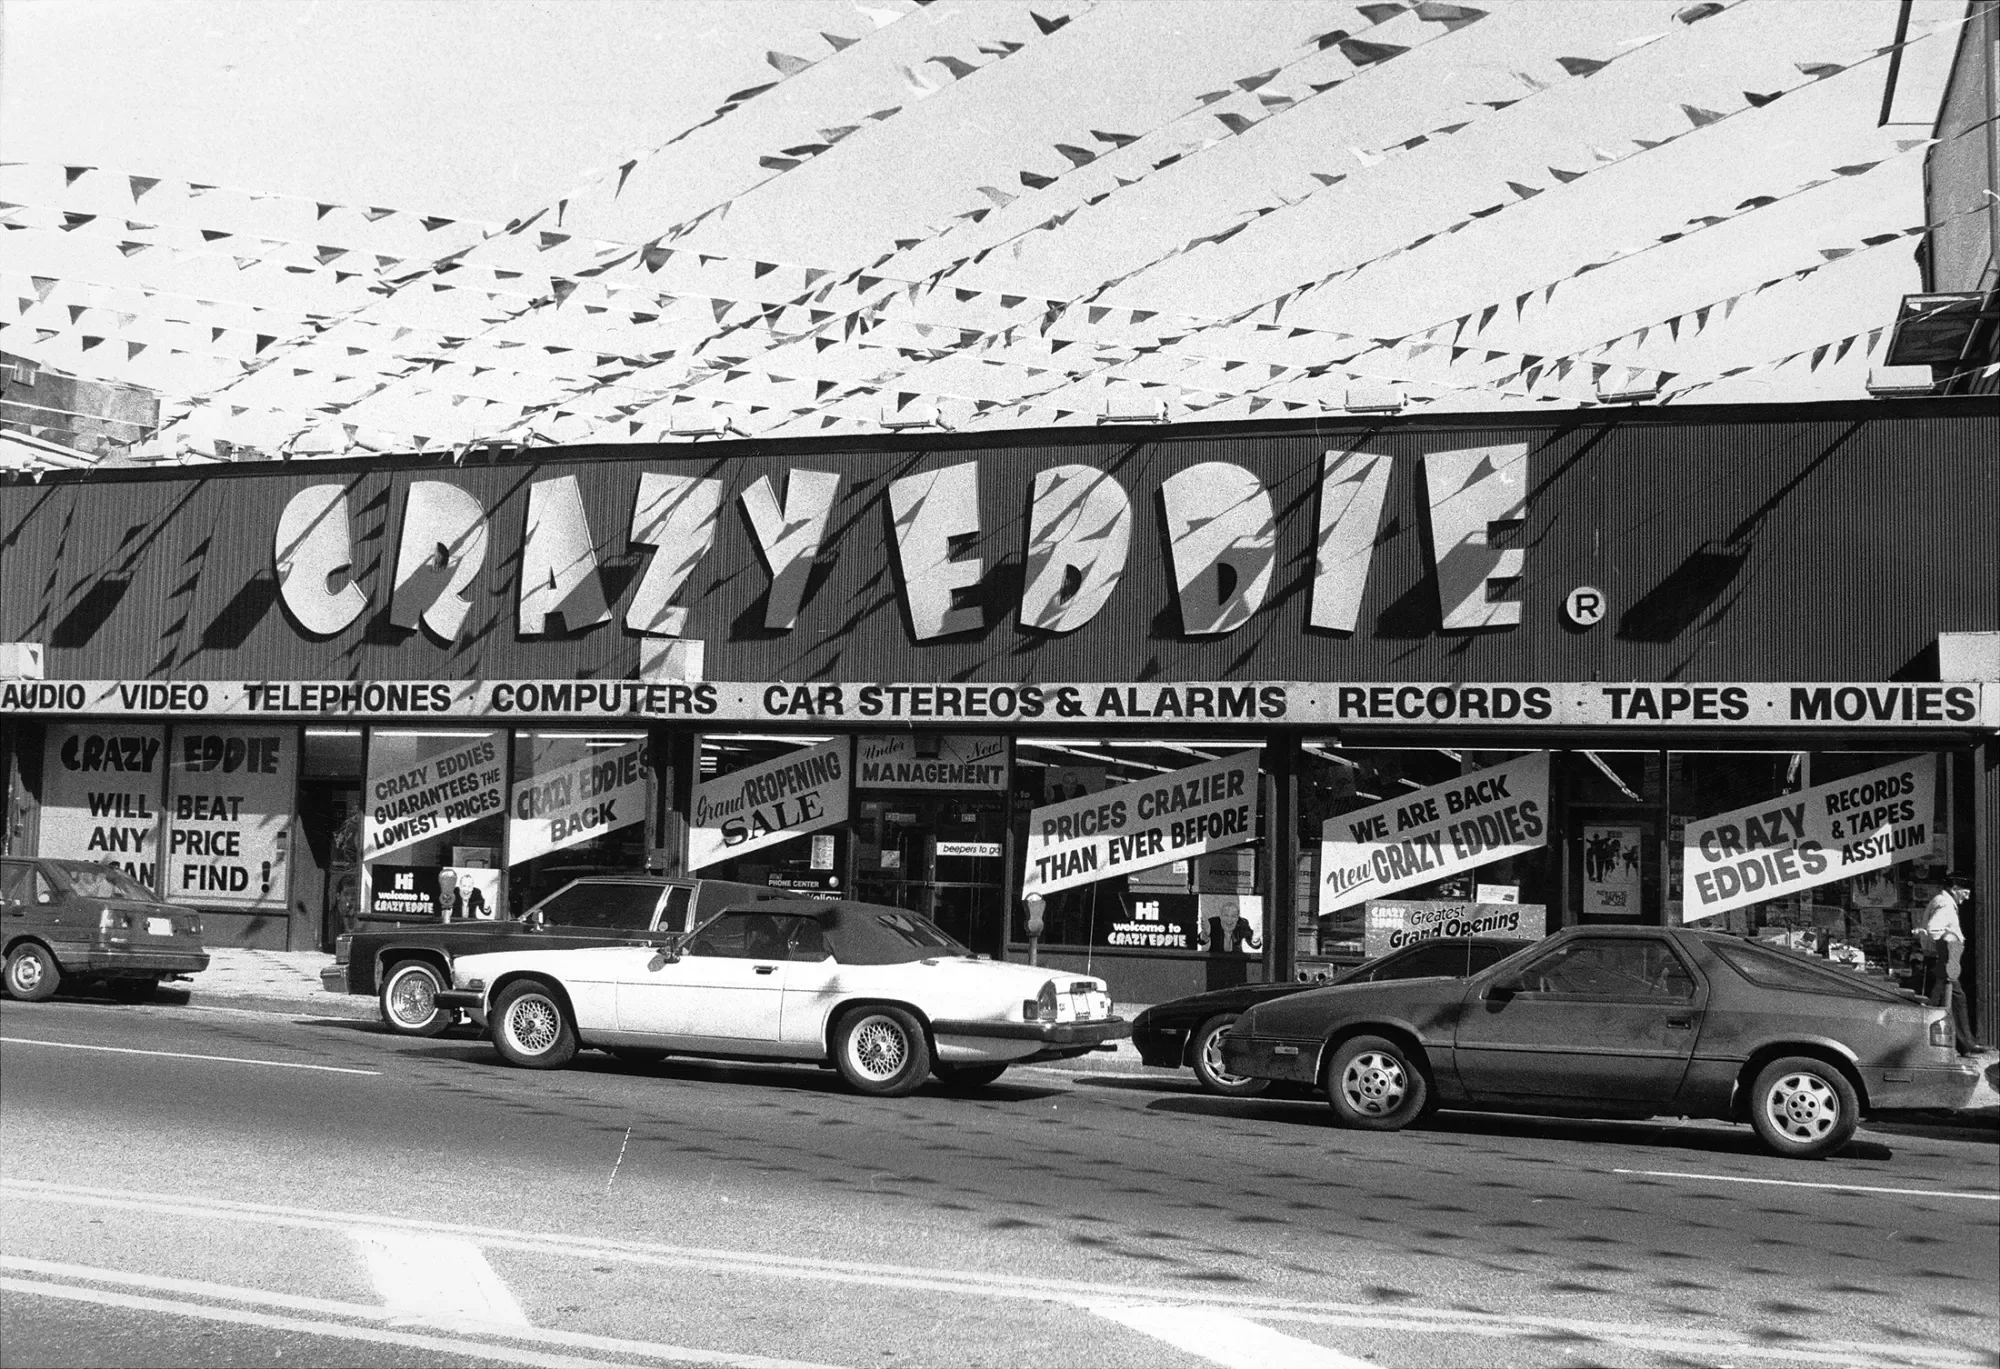 CRAZY EDDIE ®
AUDIO · VIDEO · TELEPHONES · COMPUTERS · CAR STEREOS & ALARMS · RECORDS · TAPES · MOVIES
CRAZY EDDIE
WILL BEAT
ANY PRICE
CAN FIND !
CRAZY EDDIE'S
GUARANTEES THE
LOWEST PRICES
CRAZY EDDIE'S
BACK
Grand REOPENING
SALE
Under New!
MANAGEMENT
beepers to go
PHONE CENTER
PRICES CRAZIER
THAN EVER BEFORE
WE ARE BACK
New CRAZY EDDIES
CRAZY
EDDIE'S
RECORDS
& TAPES
ASSYLUM
Hi
welcome to
CRAZY EDDIE
Hi
welcome to
CRAZY EDDIE
Greatest
Grand Opening